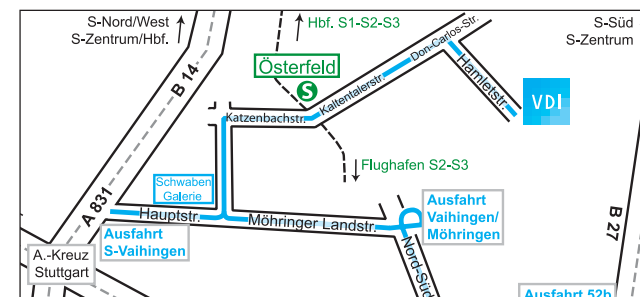 S-Nord/West
S-Zentrum/Hbf.
Hbf. S1-S2-S3
S-Süd
S-Zentrum
B 14
Österfeld
S
Don-Carlos-Str.
Kaltentalerstr.
Hamletstr.
VDI
Katzenbachstr.
Flughafen S2-S3
Schwaben
Galerie
A 831
Hauptstr.
Möhringer Landstr.
Ausfahrt
Vaihingen/
Möhringen
Ausfahrt
S-Vaihingen
A.-Kreuz
Stuttgart
Nord-Süd
B 27
Ausfahrt 52b